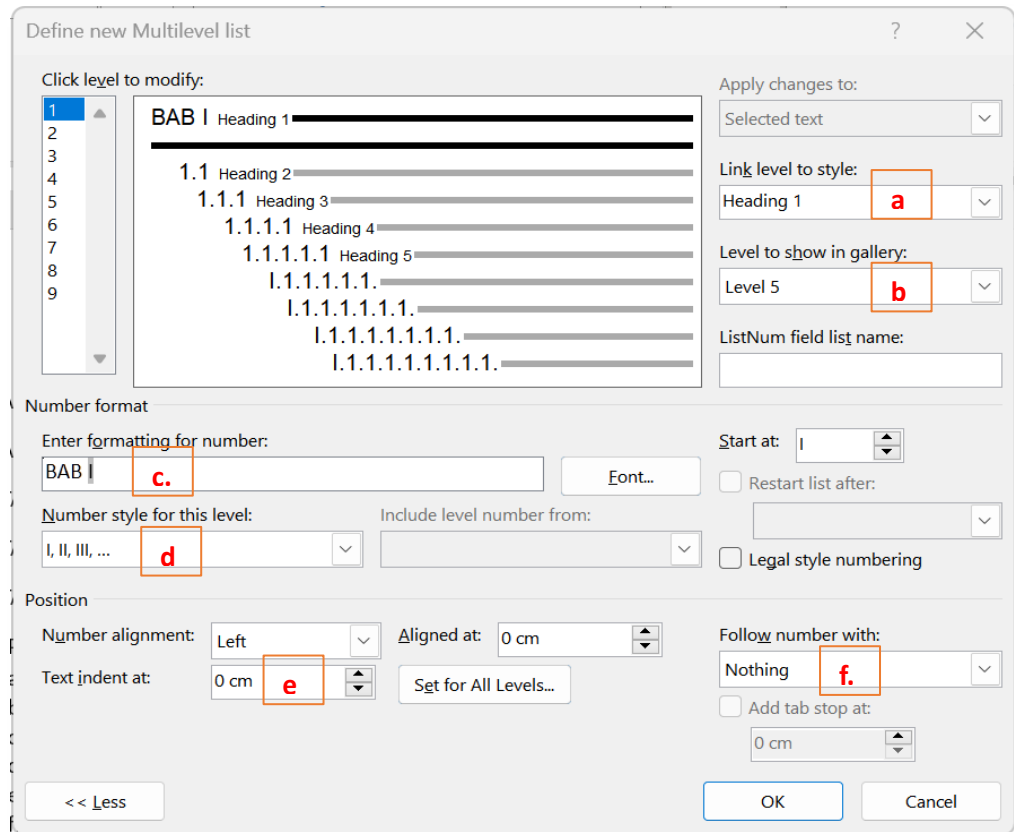 Define new Multilevel list ?
Click level to modify:
1
2
3
4
5
6
7
8
9
BAB I Heading 1
1.1 Heading 2
1.1.1 Heading 3
1.1.1.1 Heading 4
1.1.1.1.1 Heading 5
I.1.1.1.1.1.
I.1.1.1.1.1.1.
I.1.1.1.1.1.1.1.
I.1.1.1.1.1.1.1.1.
Apply changes to:
Selected text
Link level to style:
Heading 1 a
Level to show in gallery:
Level 5 b
ListNum field list name:
Number format
Enter formatting for number:
BAB I c.
Font...
Number style for this level:
I, II, III, ... d
Include level number from:
Start at: I
Restart list after:
Legal style numbering
Position
Number alignment: Left
Aligned at: 0 cm
Text indent at: 0 cm e
Set for All Levels...
Follow number with:
Nothing f.
Add tab stop at:
0 cm
<< Less
OK
Cancel